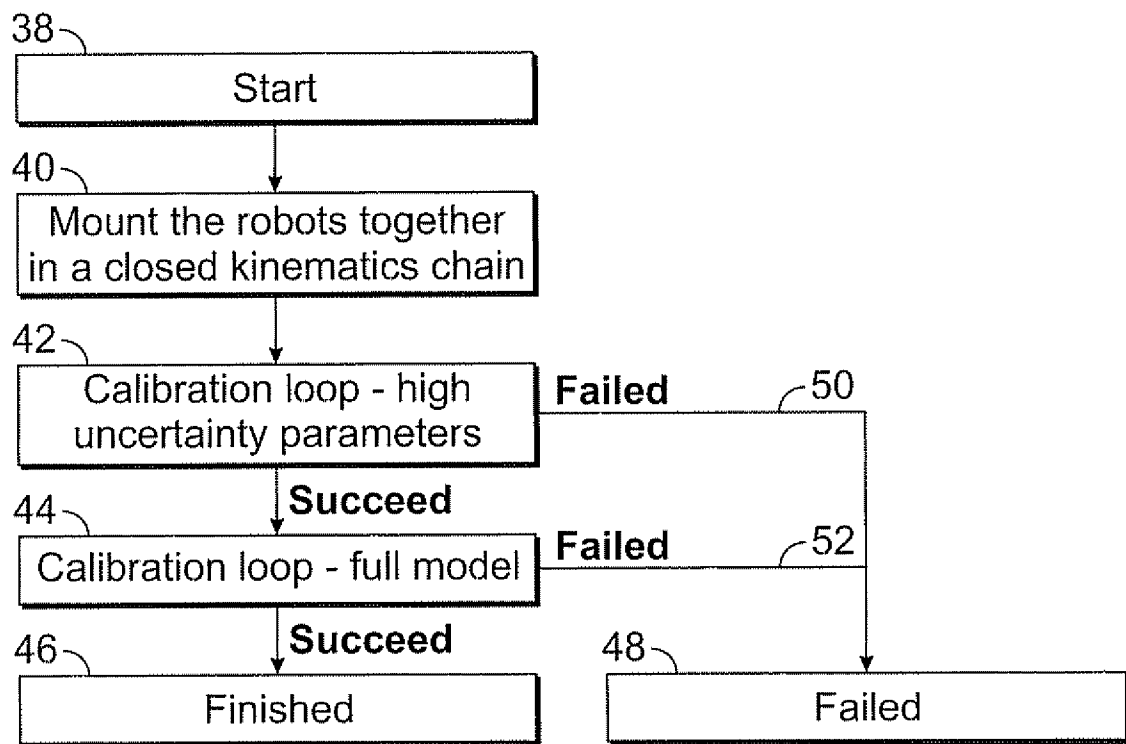 38
Start
40
Mount the robots together
in a closed kinematics chain
42
Calibration loop - high
uncertainty parameters
Failed
50
Succeed
44
Calibration loop - full model
Failed
52
Succeed
46
Finished
48
Failed